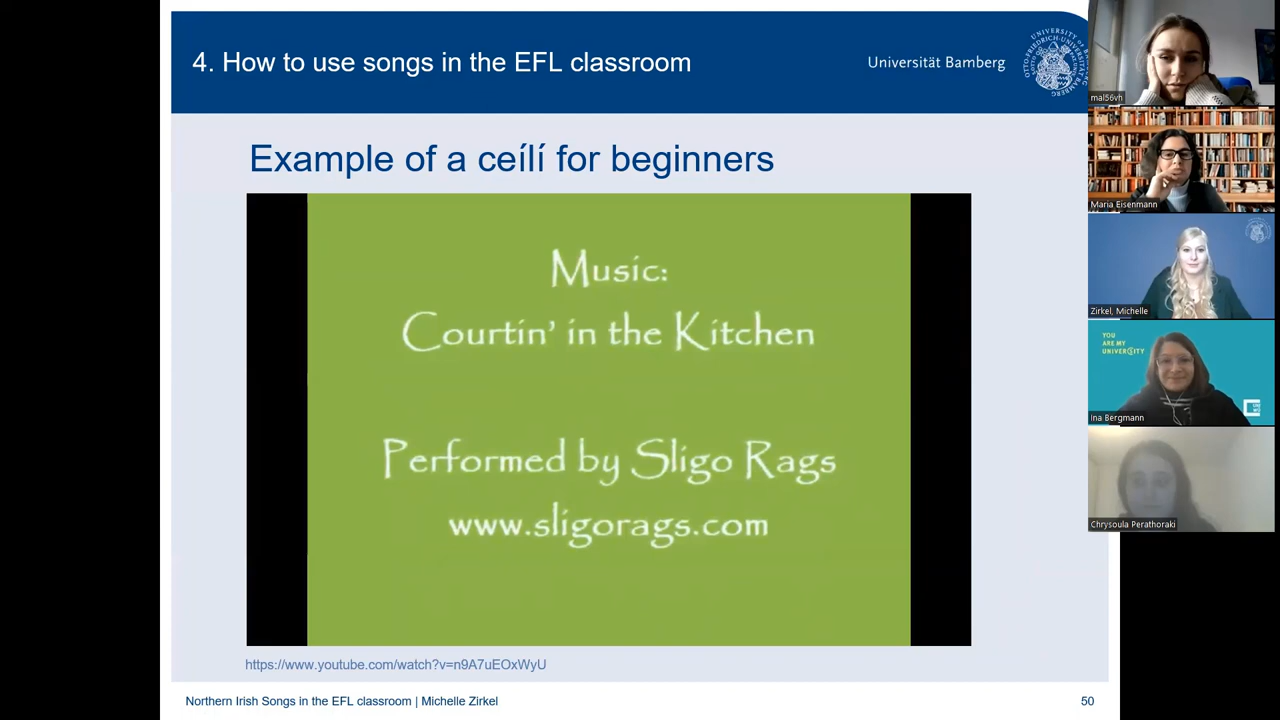 4. How to use songs in the EFL classroom
Universität Bamberg
Example of a ceílí for beginners
Music:
Courtin' in the Kitchen
Performed by Sligo Rags
www.sligorags.com
https://www.youtube.com/watch?v=n9A7uEOxWyU
Northern Irish Songs in the EFL classroom | Michelle Zirkel
50
mal56vh
Maria Eisenmann
Zirkel, Michelle
YOU
ARE MY
UNIVERSITY
Ina Bergmann
Chrysoula Perathoraki